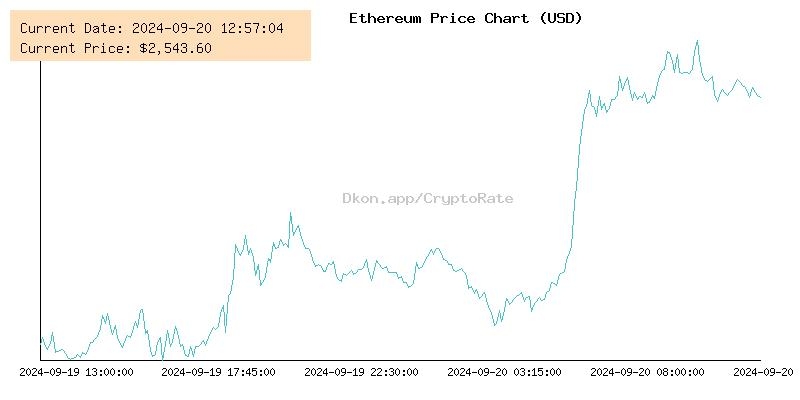 Ethereum Price Chart (USD)
Current Date: 2024-09-20 12:57:04
Current Price: $2,543.60
Dkon.app/CryptoRate
2024-09-19 13:00:00 2024-09-19 17:45:00 2024-09-19 22:30:00 2024-09-20 03:15:00 2024-09-20 08:00:00 2024-09-20